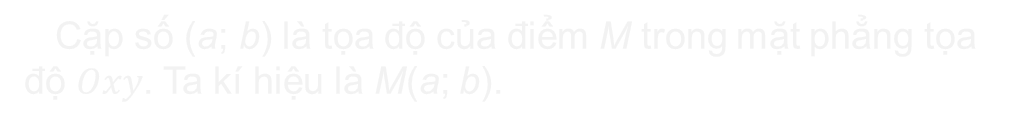 Cặp số (a; b) là tọa độ của điểm M trong mặt phẳng tọa
độ Oxy. Ta kí hiệu là M(a; b).